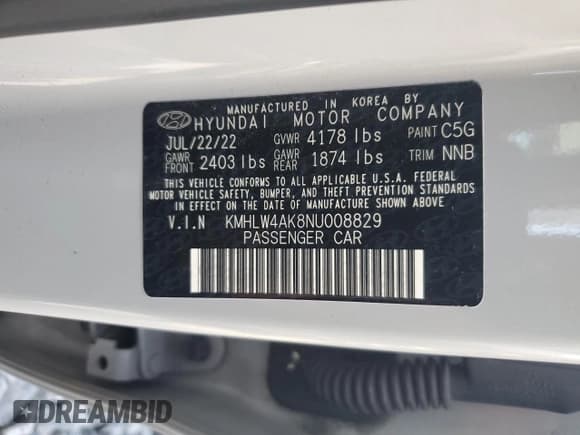 MANUFACTURED IN KOREA BY
HYUNDAI MOTOR COMPANY
JUL/22/22 GVWR 4178 lbs PAINT C5G
GAWR FRONT 2403 lbs GAWR REAR 1874 lbs TRIM NNB
THIS VEHICLE CONFORMS TO ALL APPLICABLE U.S.A. FEDERAL
MOTOR VEHICLE SAFETY, BUMPER, AND THEFT PREVENTION STANDARDS
IN EFFECT ON THE DATE OF MANUFACTURE SHOWN ABOVE.
V.I.N KMHLW4AK8NU008829
PASSENGER CAR
DREAMBID